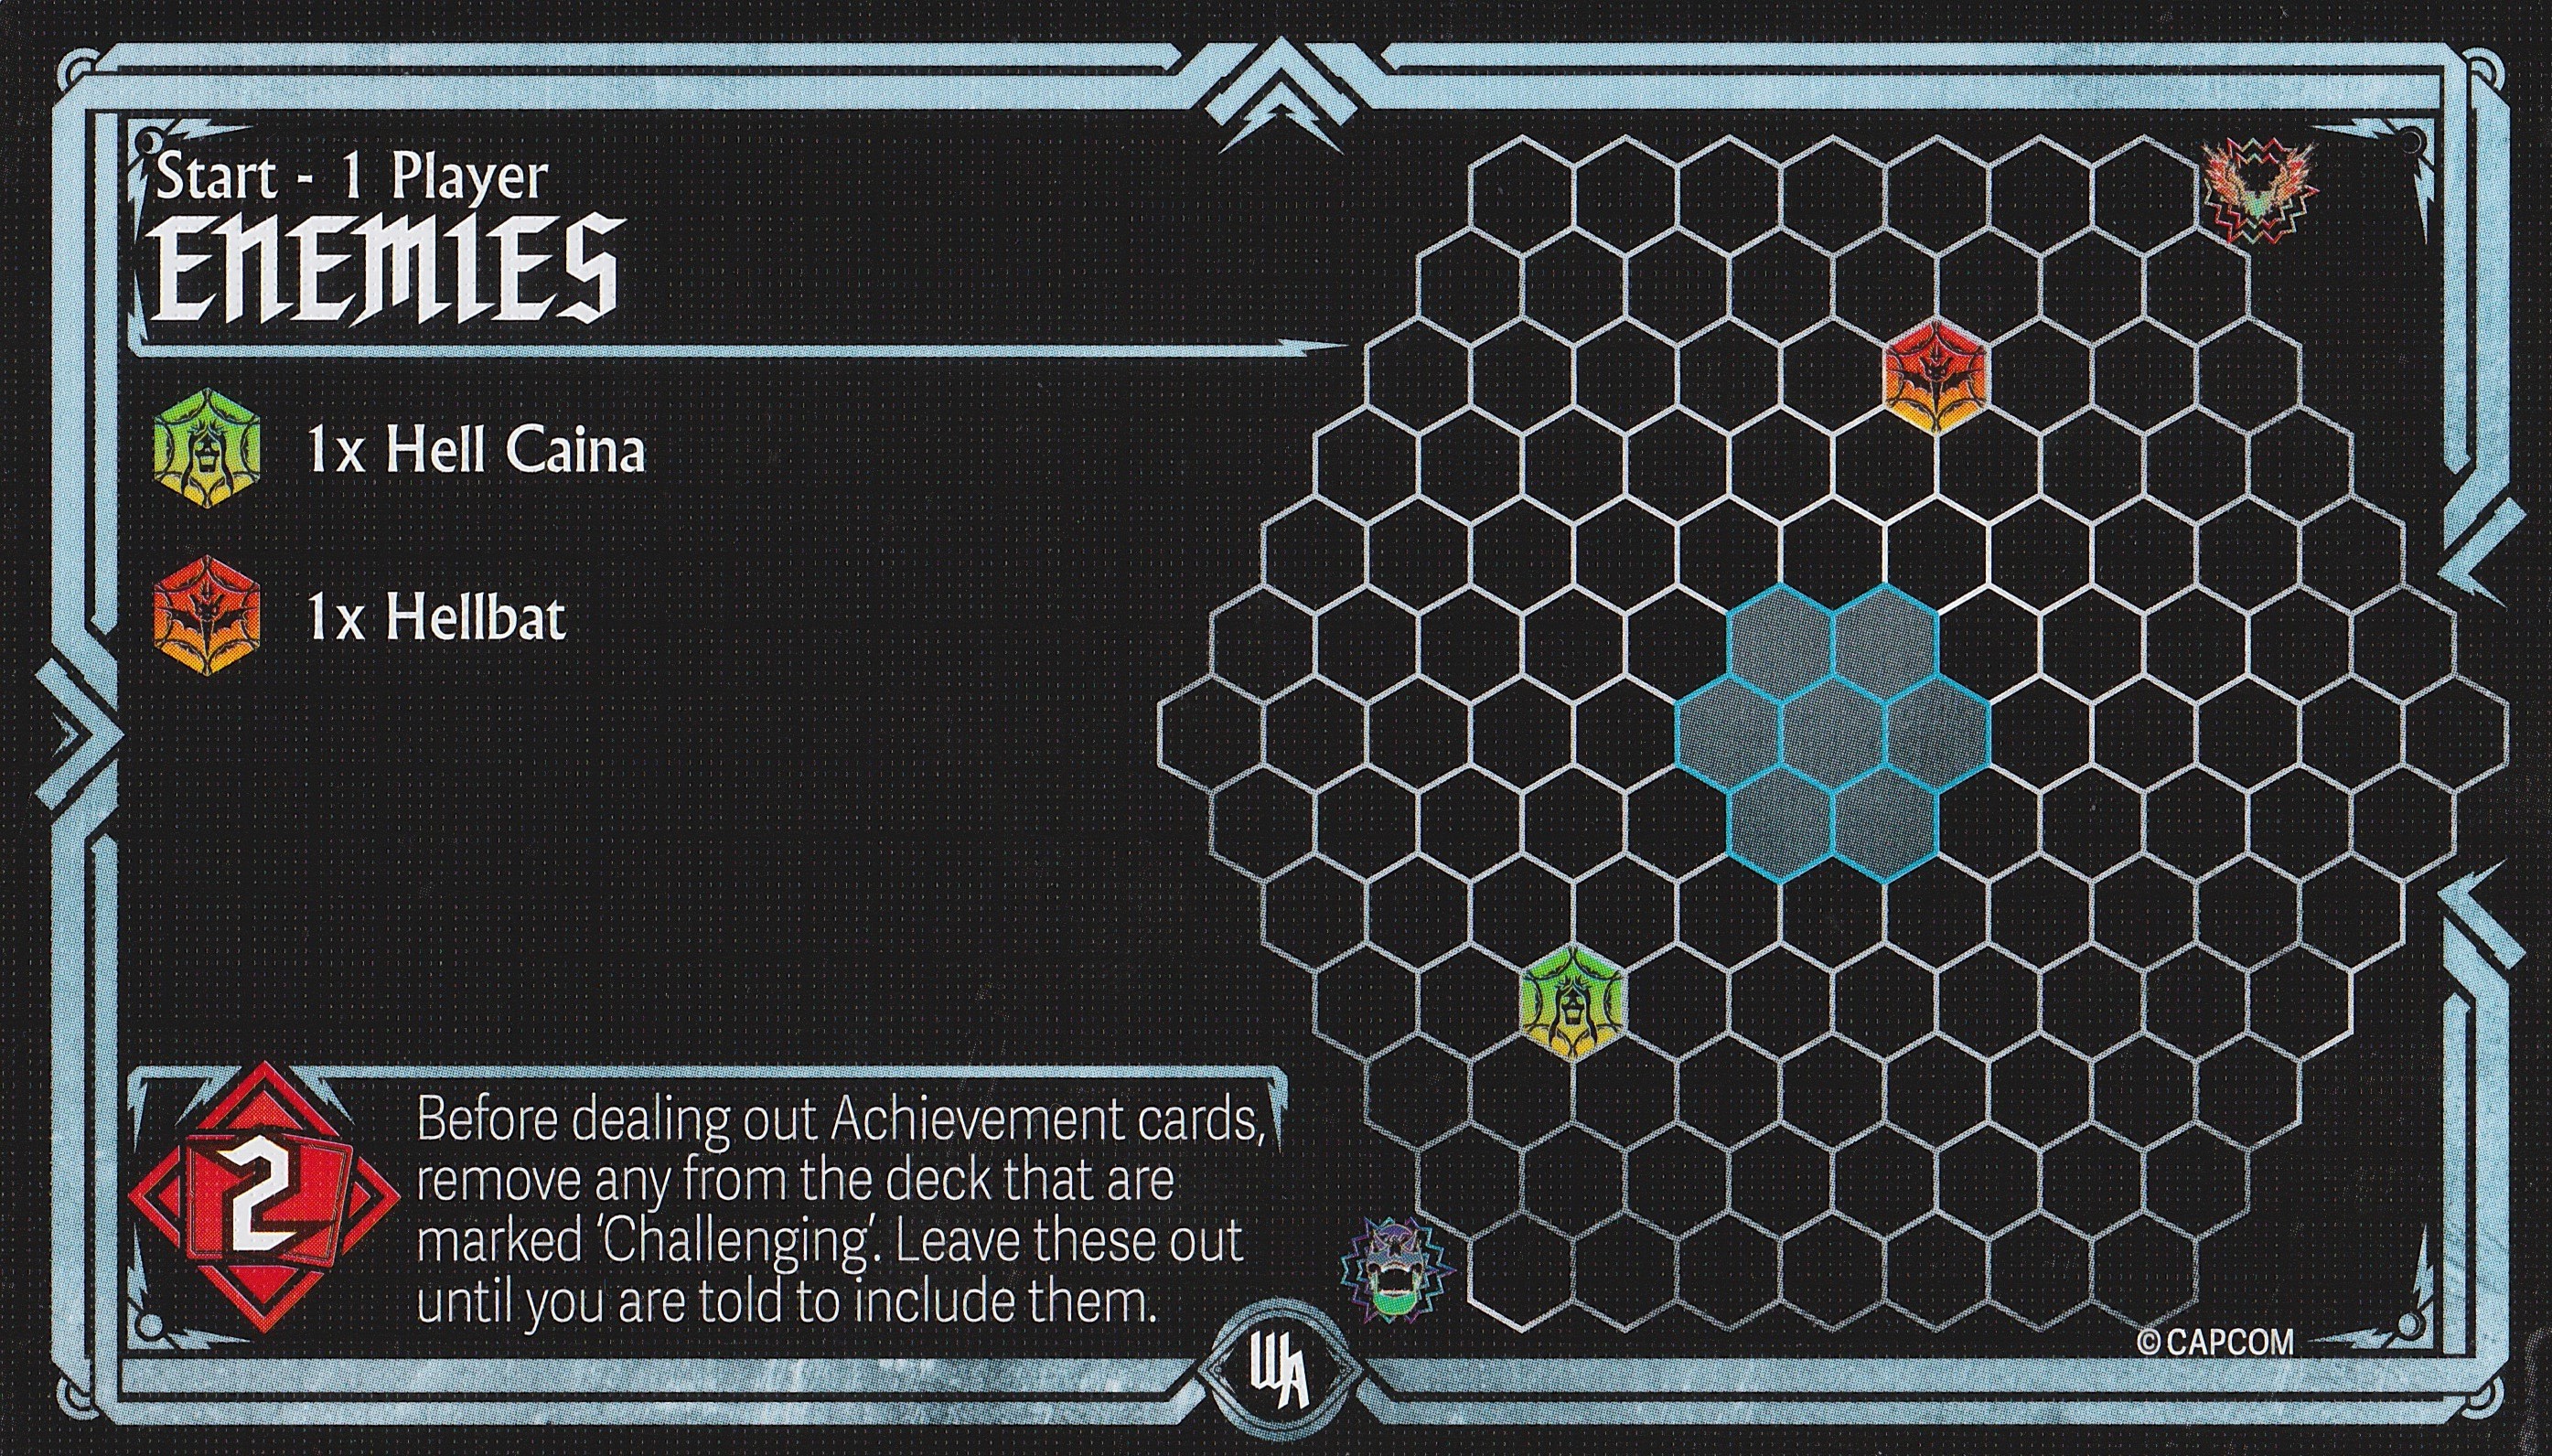 Start - 1 Player
ENEMIES
1x Hell Caina
1x Hellbat
2
Before dealing out Achievement cards,
remove any from the deck that are
marked 'Challenging'. Leave these out
until you are told to include them.
WA
© CAPCOM